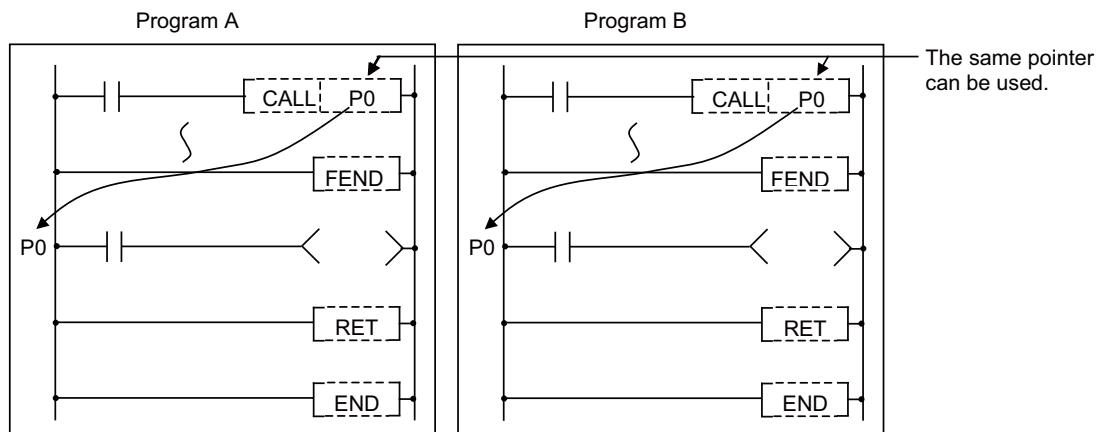 Program A
CALL P0
FEND
P0
RET
END
Program B
CALL P0
FEND
P0
RET
END
The same pointer
can be used.